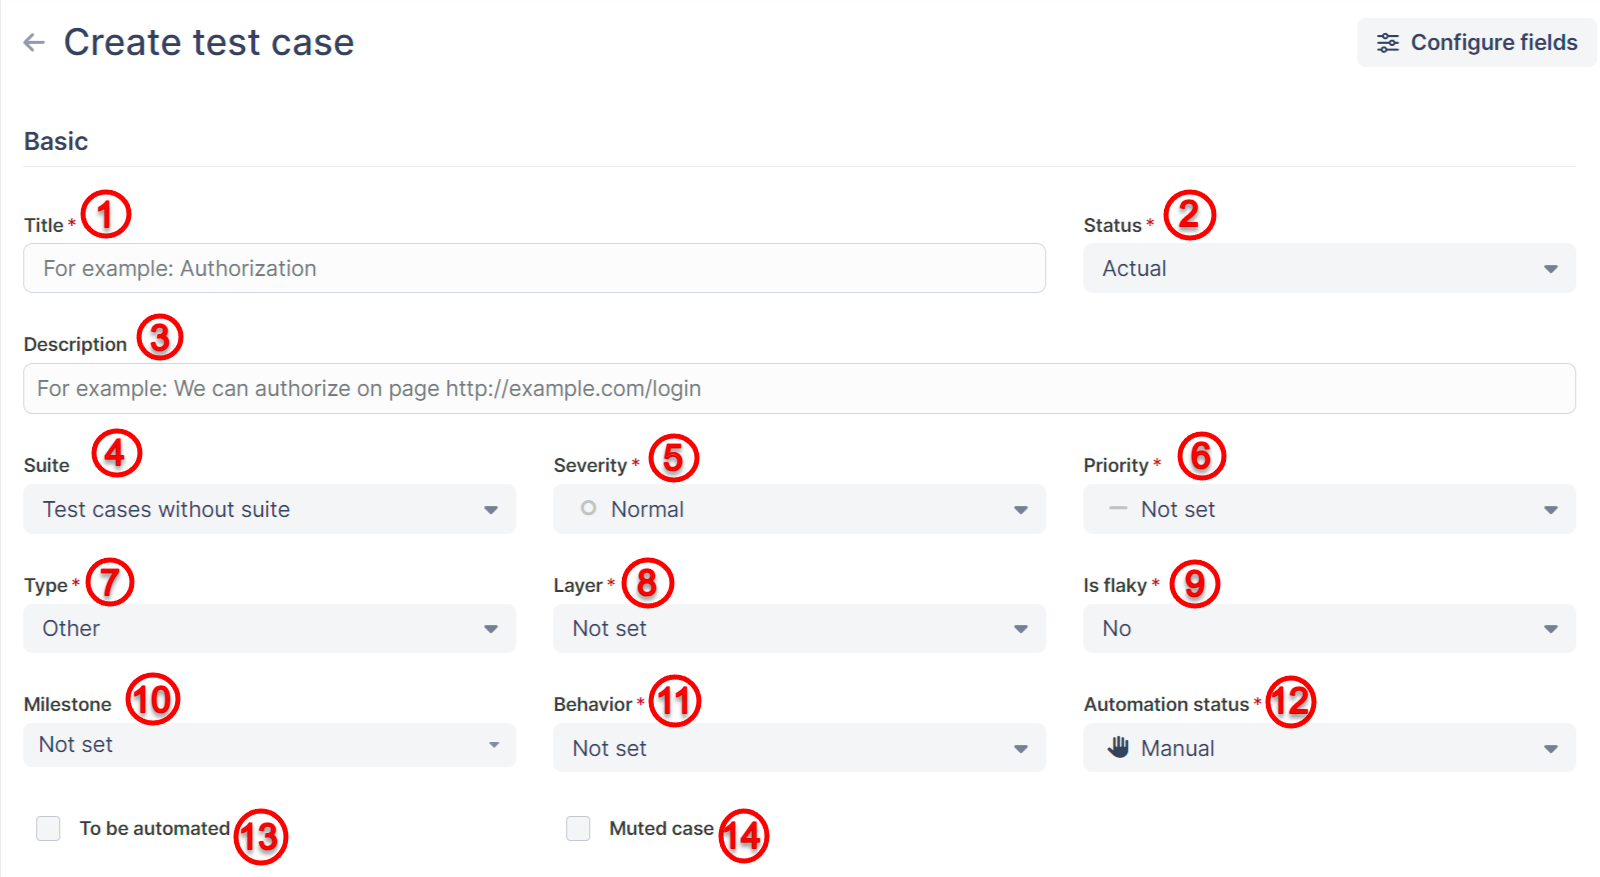 Create test case
Configure fields
Basic
Title * 1
Status * 2
For example: Authorization
Actual
Description 3
For example: We can authorize on page http://example.com/login
Suite 4
Severity * 5
Priority * 6
Test cases without suite
Normal
Not set
Type * 7
Layer * 8
Is flaky * 9
Other
Not set
No
Milestone 10
Behavior * 11
Automation status * 12
Not set
Not set
Manual
To be automated 13
Muted case 14